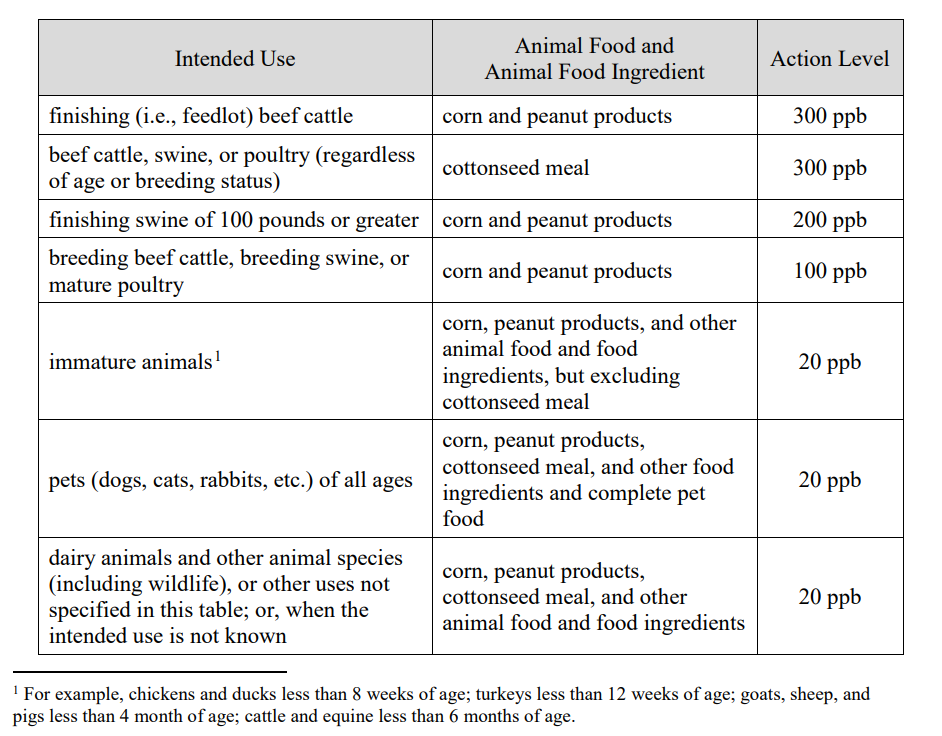 Intended Use
Animal Food and
Animal Food Ingredient
Action Level
finishing (i.e., feedlot) beef cattle
corn and peanut products
300 ppb
beef cattle, swine, or poultry (regardless
of age or breeding status)
cottonseed meal
300 ppb
finishing swine of 100 pounds or greater
corn and peanut products
200 ppb
breeding beef cattle, breeding swine, or
mature poultry
corn and peanut products
100 ppb
immature animals1
corn, peanut products, and other
animal food and food
ingredients, but excluding
cottonseed meal
20 ppb
pets (dogs, cats, rabbits, etc.) of all ages
corn, peanut products,
cottonseed meal, and other food
ingredients and complete pet
food
20 ppb
dairy animals and other animal species
(including wildlife), or other uses not
specified in this table; or, when the
intended use is not known
corn, peanut products,
cottonseed meal, and other
animal food and food ingredients
20 ppb
1 For example, chickens and ducks less than 8 weeks of age; turkeys less than 12 weeks of age; goats, sheep, and
pigs less than 4 month of age; cattle and equine less than 6 months of age.